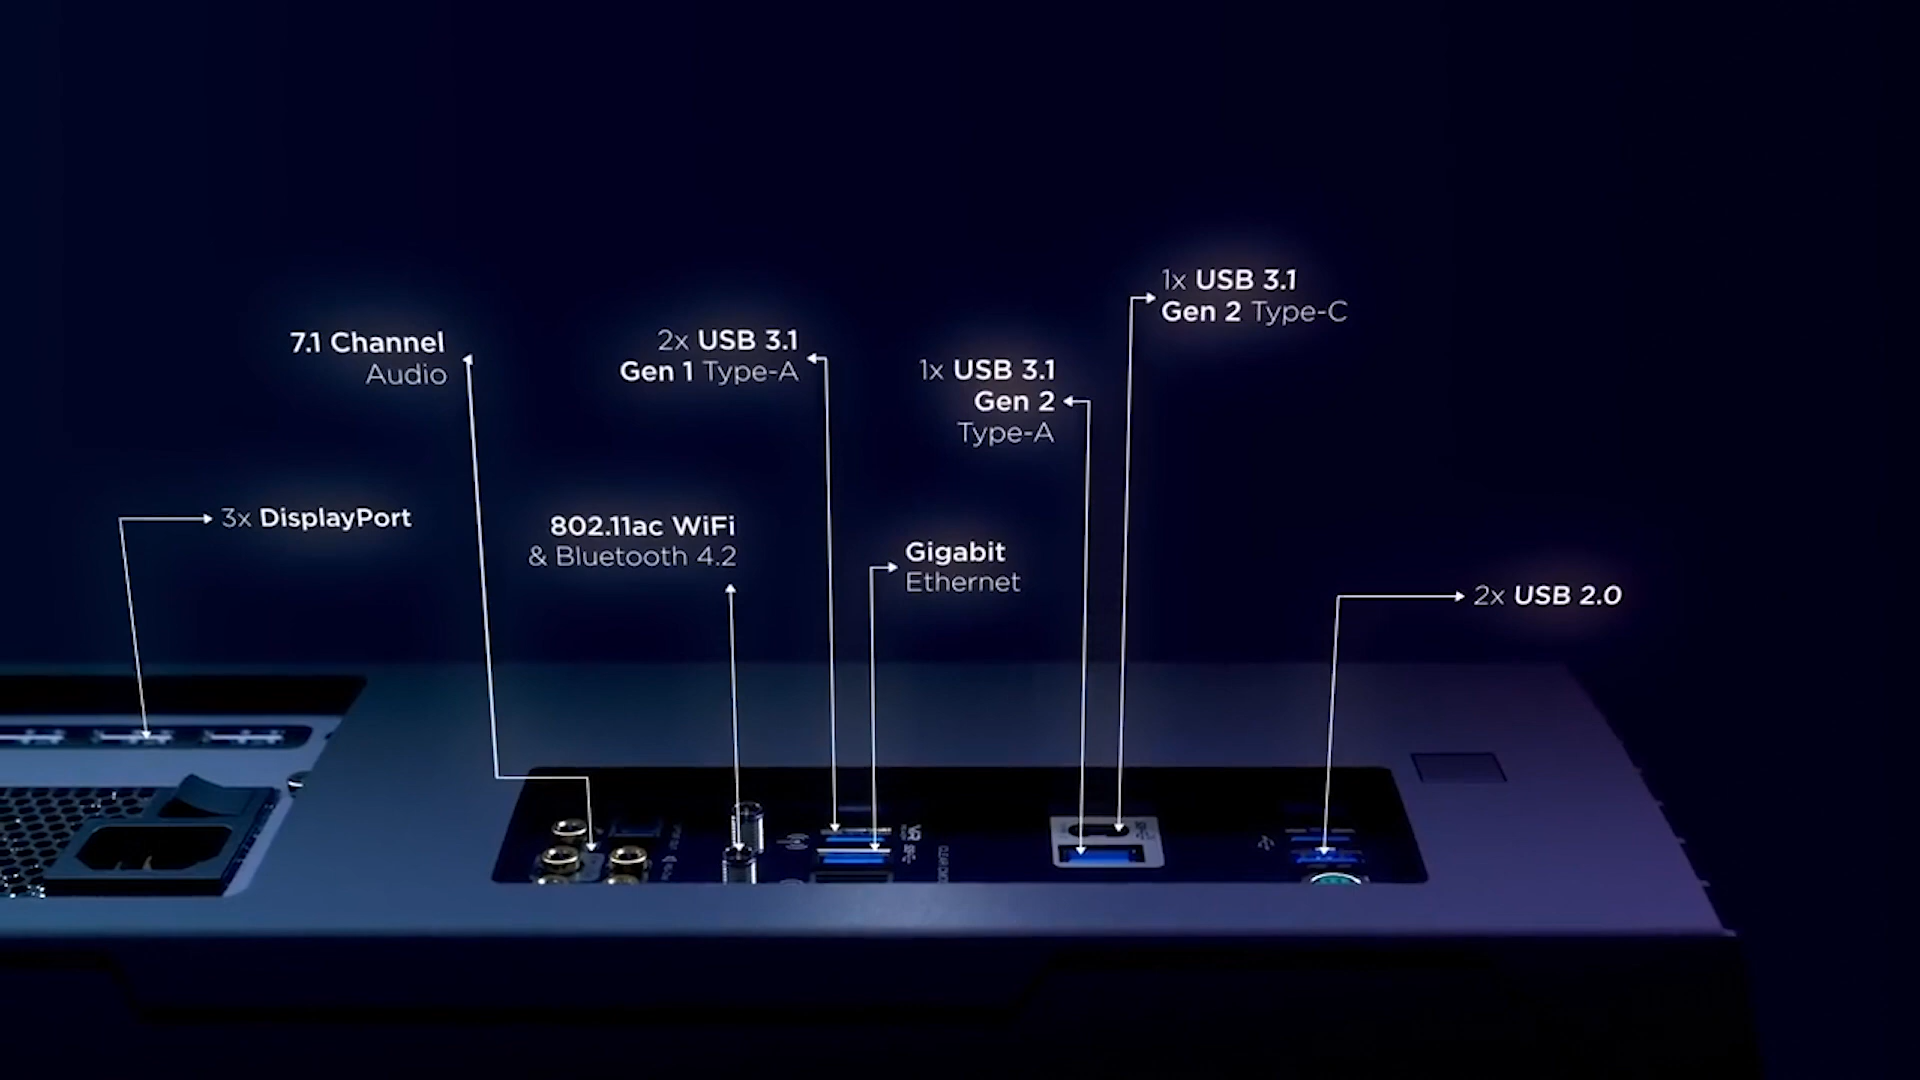 1x USB 3.1
Gen 2 Type-C
7.1 Channel
Audio
2x USB 3.1
Gen 1 Type-A
1x USB 3.1
Gen 2
Type-A
3x DisplayPort
802.11ac WiFi
& Bluetooth 4.2
Gigabit
Ethernet
2x USB 2.0
VR